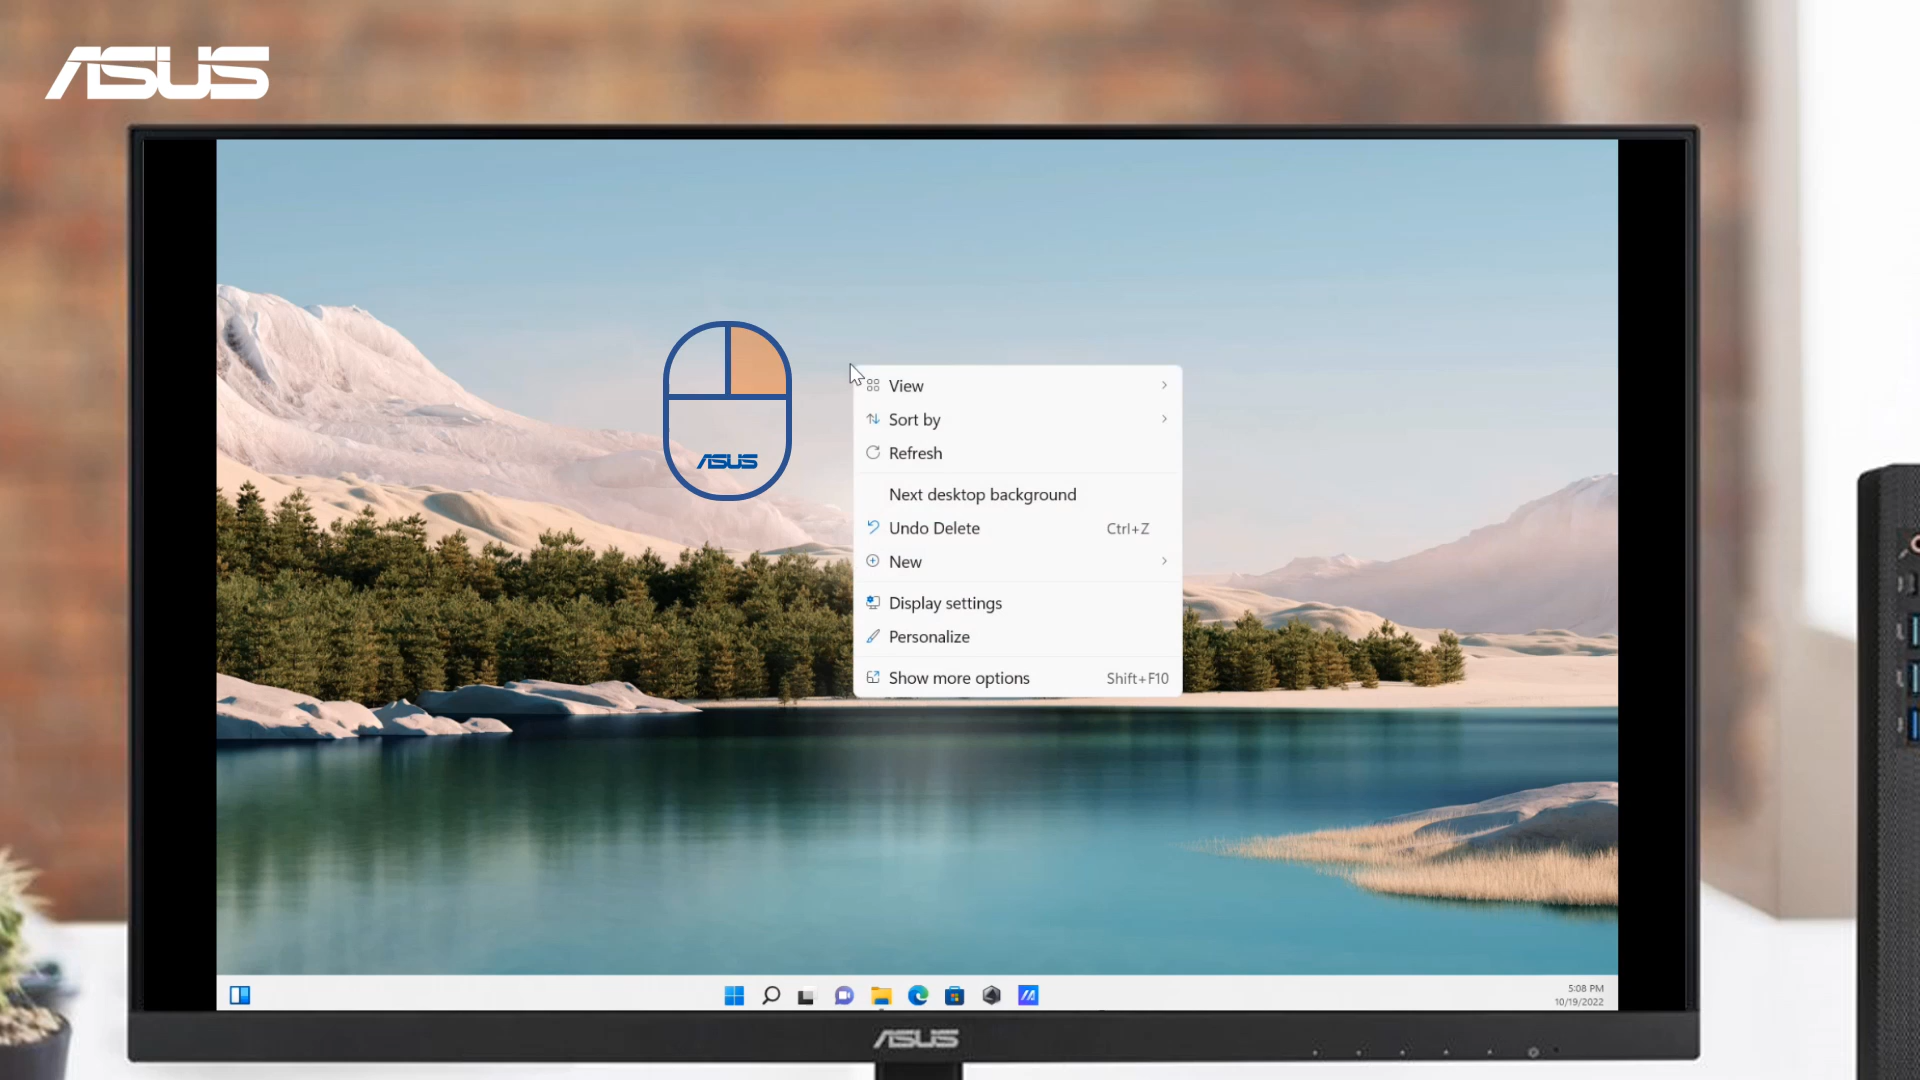 ASUS
ASUS
View
Sort by
Refresh
Next desktop background
Undo Delete Ctrl+Z
New
Display settings
Personalize
Show more options Shift+F10
5:08 PM
10/19/2022
ASUS